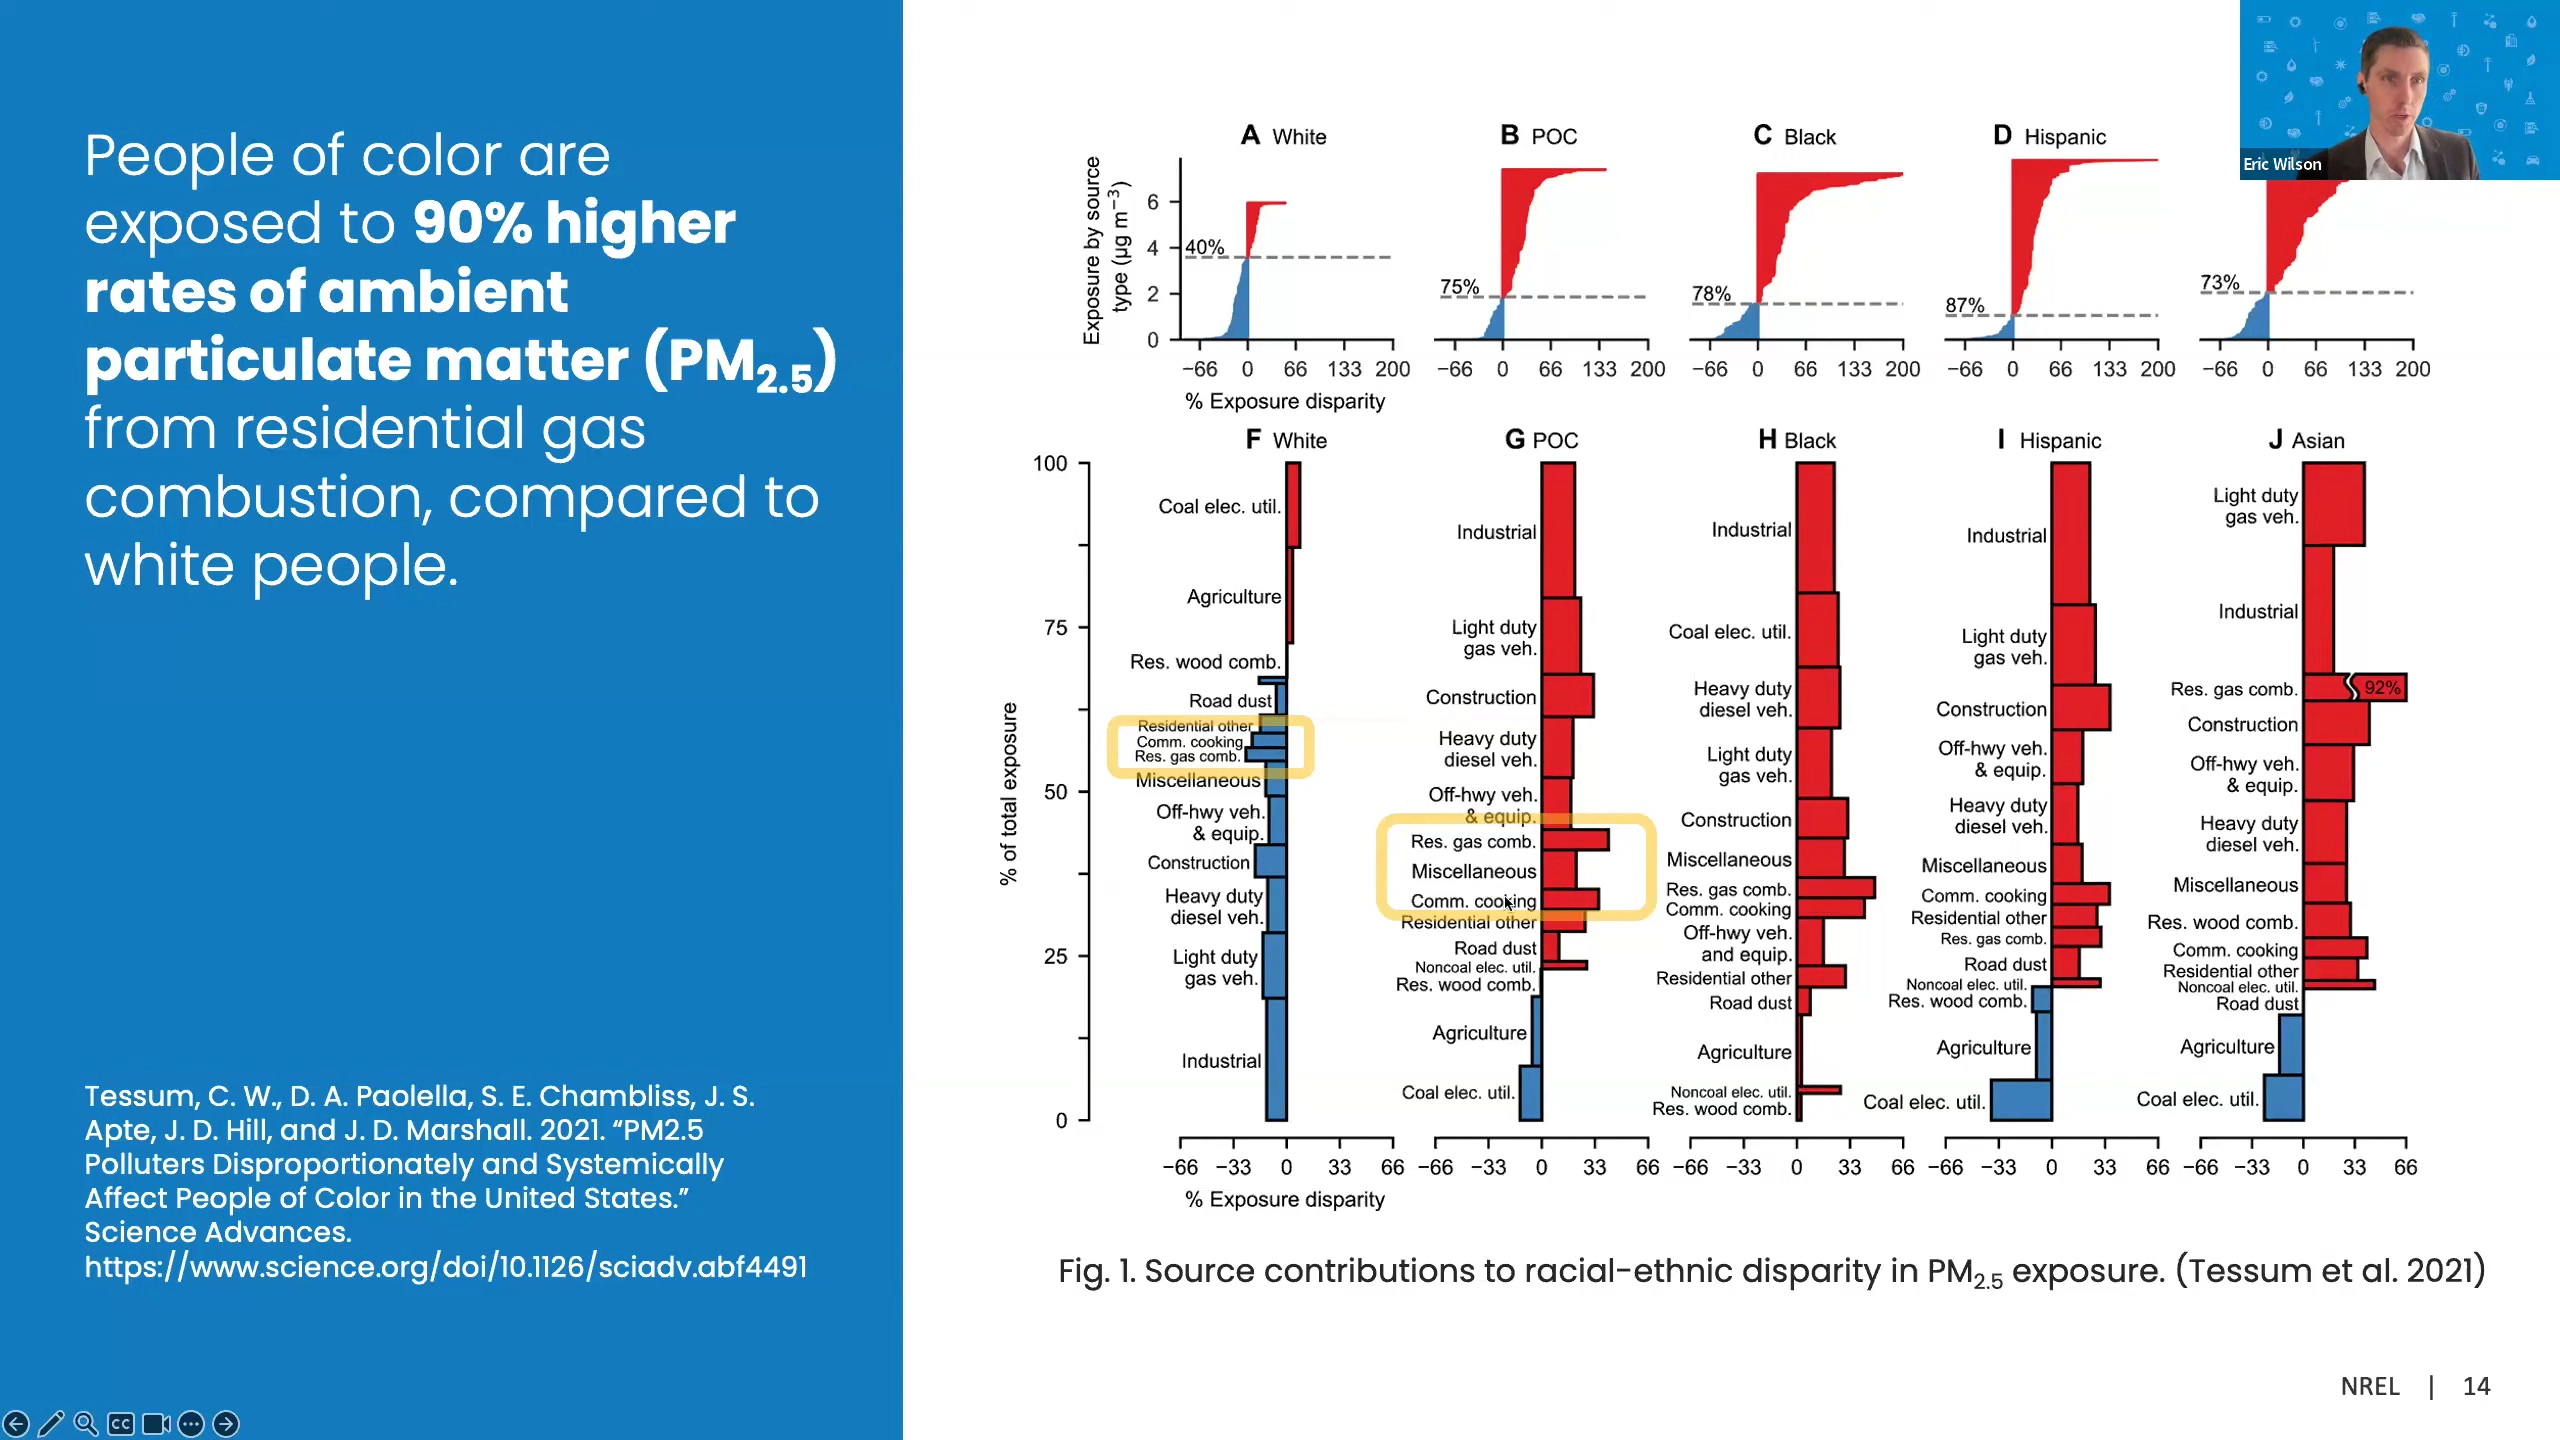 People of color are
exposed to 90% higher
rates of ambient
particulate matter (PM2.5)
from residential gas
combustion, compared to
white people.
Tessum, C. W., D. A. Paolella, S. E. Chambliss, J. S.
Apte, J. D. Hill, and J. D. Marshall. 2021. “PM2.5
Polluters Disproportionately and Systemically
Affect People of Color in the United States.”
Science Advances.
https://www.science.org/doi/10.1126/sciadv.abf4491
Eric Wilson
A White
B POC
C Black
D Hispanic
Exposure by source
type (µg m−3)
6
4
2
0
40%
75%
78%
87%
73%
−66 0 66 133 200
−66 0 66 133 200
−66 0 66 133 200
−66 0 66 133 200
−66 0 66 133 200
% Exposure disparity
% of total exposure
100
75
50
25
0
F White
Coal elec. util.
Agriculture
Res. wood comb.
Road dust
Residential other
Comm. cooking
Res. gas comb.
Miscellaneous
Off-hwy veh.
& equip.
Construction
Heavy duty
diesel veh.
Light duty
gas veh.
Industrial
−66 −33 0 33 66
% Exposure disparity
G POC
Industrial
Light duty
gas veh.
Construction
Heavy duty
diesel veh.
Off-hwy veh.
& equip.
Res. gas comb.
Miscellaneous
Comm. cooking
Residential other
Road dust
Noncoal elec. util.
Res. wood comb.
Agriculture
Coal elec. util.
−66 −33 0 33 66
H Black
Industrial
Coal elec. util.
Heavy duty
diesel veh.
Light duty
gas veh.
Construction
Miscellaneous
Res. gas comb.
Comm. cooking
Off-hwy veh.
and equip.
Residential other
Road dust
Agriculture
Noncoal elec. util.
Res. wood comb.
−66 −33 0 33 66
I Hispanic
Industrial
Light duty
gas veh.
Construction
Off-hwy veh.
& equip.
Heavy duty
diesel veh.
Miscellaneous
Comm. cooking
Residential other
Res. gas comb.
Road dust
Noncoal elec. util.
Res. wood comb.
Agriculture
Coal elec. util.
−66 −33 0 33 66
J Asian
Light duty
gas veh.
Industrial
Res. gas comb.
92%
Construction
Off-hwy veh.
& equip.
Heavy duty
diesel veh.
Miscellaneous
Res. wood comb.
Comm. cooking
Residential other
Noncoal elec. util.
Road dust
Agriculture
Coal elec. util.
−66 −33 0 33 66
Fig. 1. Source contributions to racial-ethnic disparity in PM2.5 exposure. (Tessum et al. 2021)
NREL | 14
CC